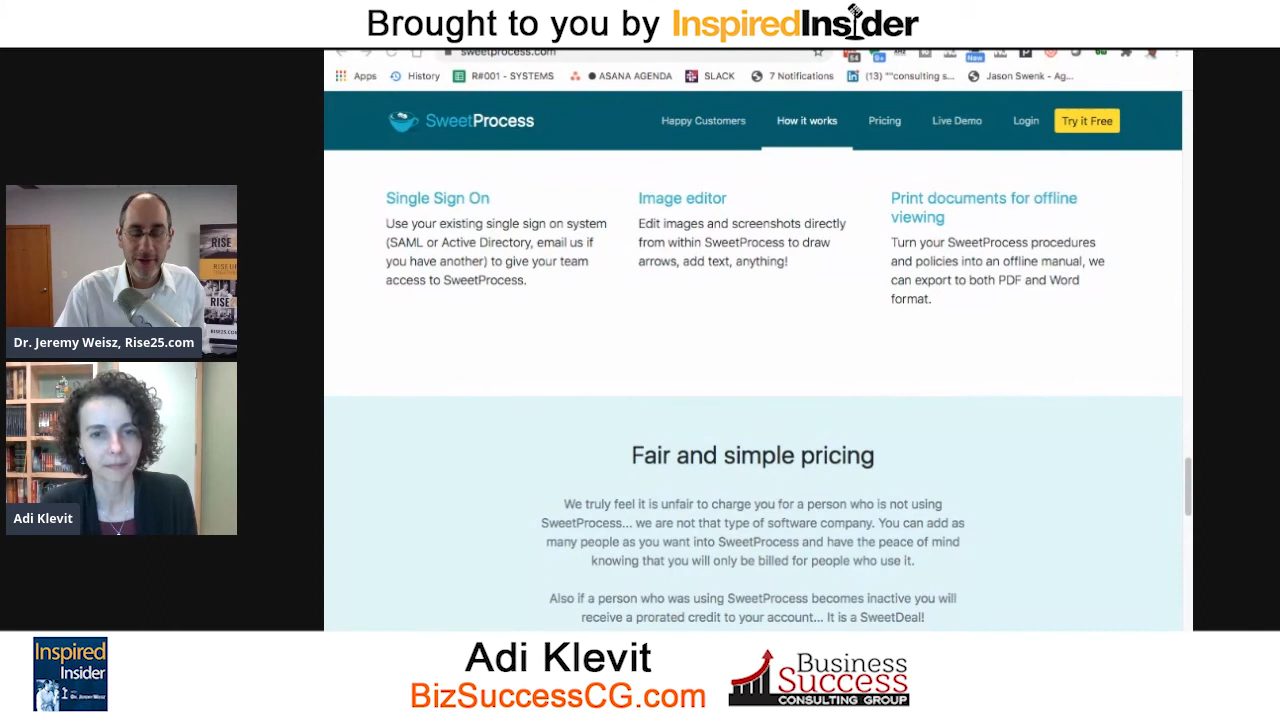 Brought to you by InspiredInsider
sweetprocess.com
Apps History R#001 - SYSTEMS ASANA AGENDA SLACK 7 Notifications (13) ""consulting s... Jason Swenk - Ag...
54 9+ New
SweetProcess Happy Customers How it works Pricing Live Demo Login Try it Free
Single Sign On
Use your existing single sign on system
(SAML or Active Directory, email us if
you have another) to give your team
access to SweetProcess.
Image editor
Edit images and screenshots directly
from within SweetProcess to draw
arrows, add text, anything!
Print documents for offline
viewing
Turn your SweetProcess procedures
and policies into an offline manual, we
can export to both PDF and Word
format.
Fair and simple pricing
We truly feel it is unfair to charge you for a person who is not using
SweetProcess... we are not that type of software company. You can add as
many people as you want into SweetProcess and have the peace of mind
knowing that you will only be billed for people who use it.
Also if a person who was using SweetProcess becomes inactive you will
receive a prorated credit to your account... It is a SweetDeal!
RISE
RISE
RISE25.COM
Dr. Jeremy Weisz, Rise25.com
Adi Klevit
Inspired
Insider
Adi Klevit
BizSuccessCG.com
Business
Success
CONSULTING GROUP